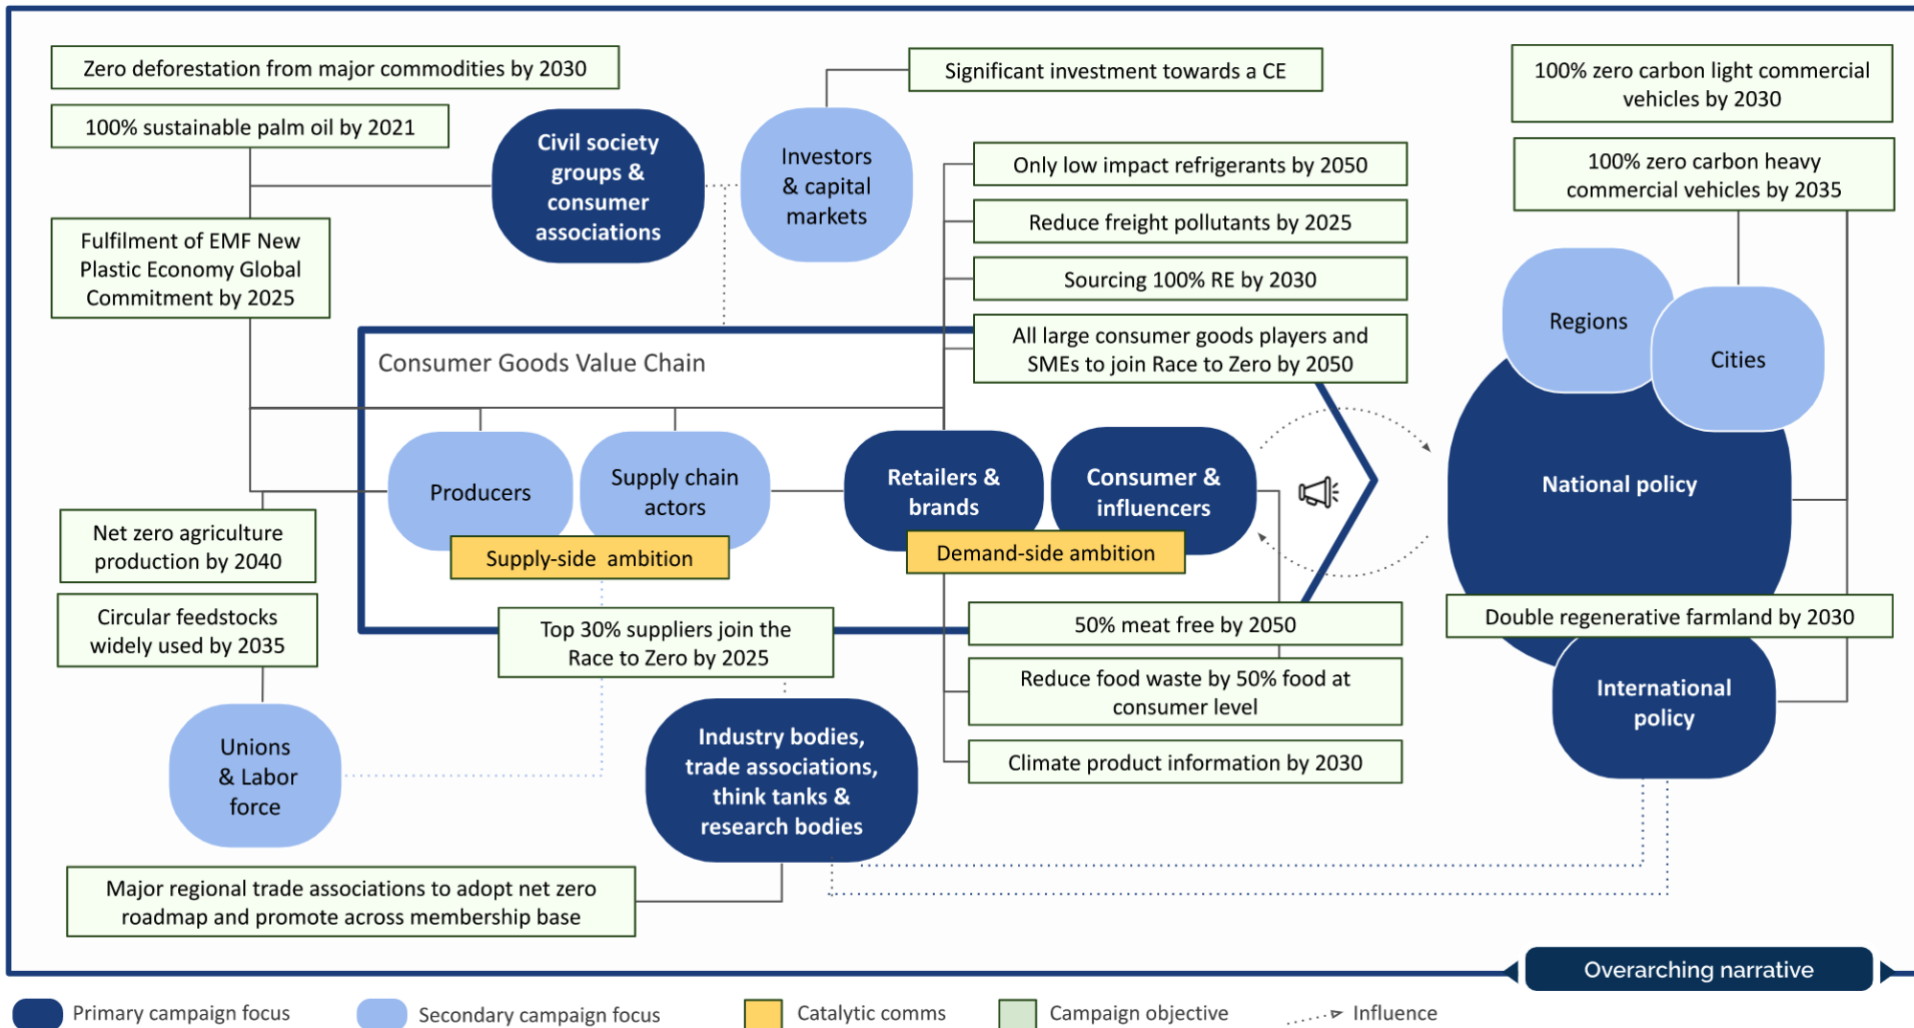 Zero deforestation from major commodities by 2030
100% sustainable palm oil by 2021
Fulfilment of EMF New
Plastic Economy Global
Commitment by 2025
Civil society
groups &
consumer
associations
Investors
& capital
markets
Significant investment towards a CE
Only low impact refrigerants by 2050
Reduce freight pollutants by 2025
Sourcing 100% RE by 2030
All large consumer goods players and
SMEs to join Race to Zero by 2050
100% zero carbon light commercial
vehicles by 2030
100% zero carbon heavy
commercial vehicles by 2035
Regions
Cities
National policy
Double regenerative farmland by 2030
International
policy
Consumer Goods Value Chain
Producers
Supply chain
actors
Supply-side ambition
Retailers &
brands
Consumer &
influencers
Demand-side ambition
Net zero agriculture
production by 2040
Circular feedstocks
widely used by 2035
Top 30% suppliers join the
Race to Zero by 2025
50% meat free by 2050
Reduce food waste by 50% food at
consumer level
Climate product information by 2030
Unions
& Labor
force
Industry bodies,
trade associations,
think tanks &
research bodies
Major regional trade associations to adopt net zero
roadmap and promote across membership base
Overarching narrative
Primary campaign focus
Secondary campaign focus
Catalytic comms
Campaign objective
Influence